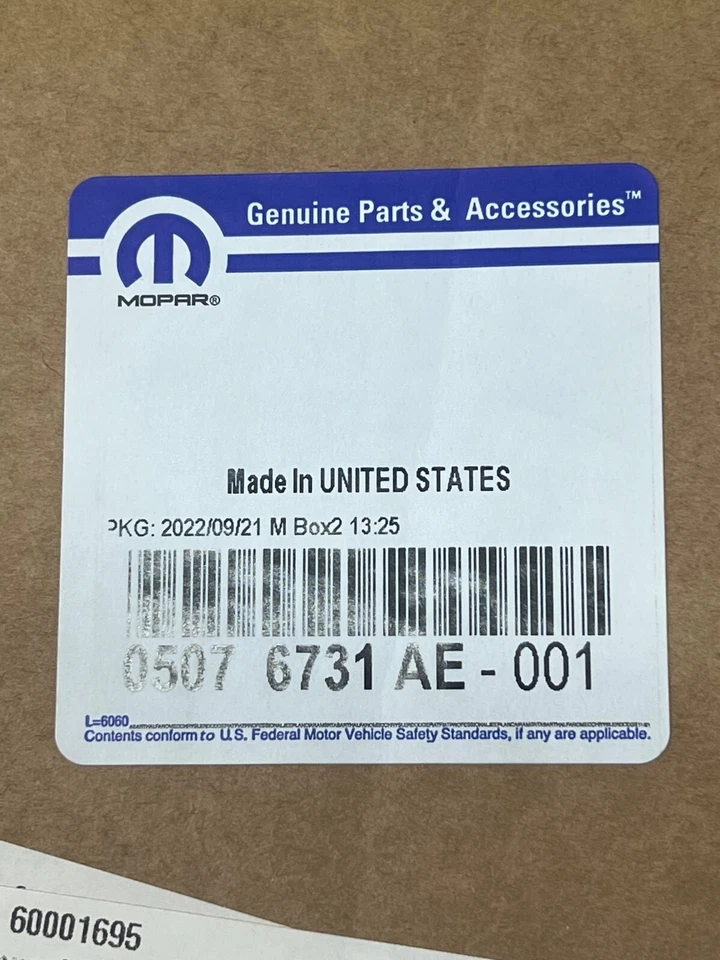 Genuine Parts & Accessories™
MOPAR®
Made In UNITED STATES
PKG: 2022/09/21 M Box2 13:25
0507 6731 AE - 001
L=6060
Contents conform to U.S. Federal Motor Vehicle Safety Standards, if any are applicable.
60001695